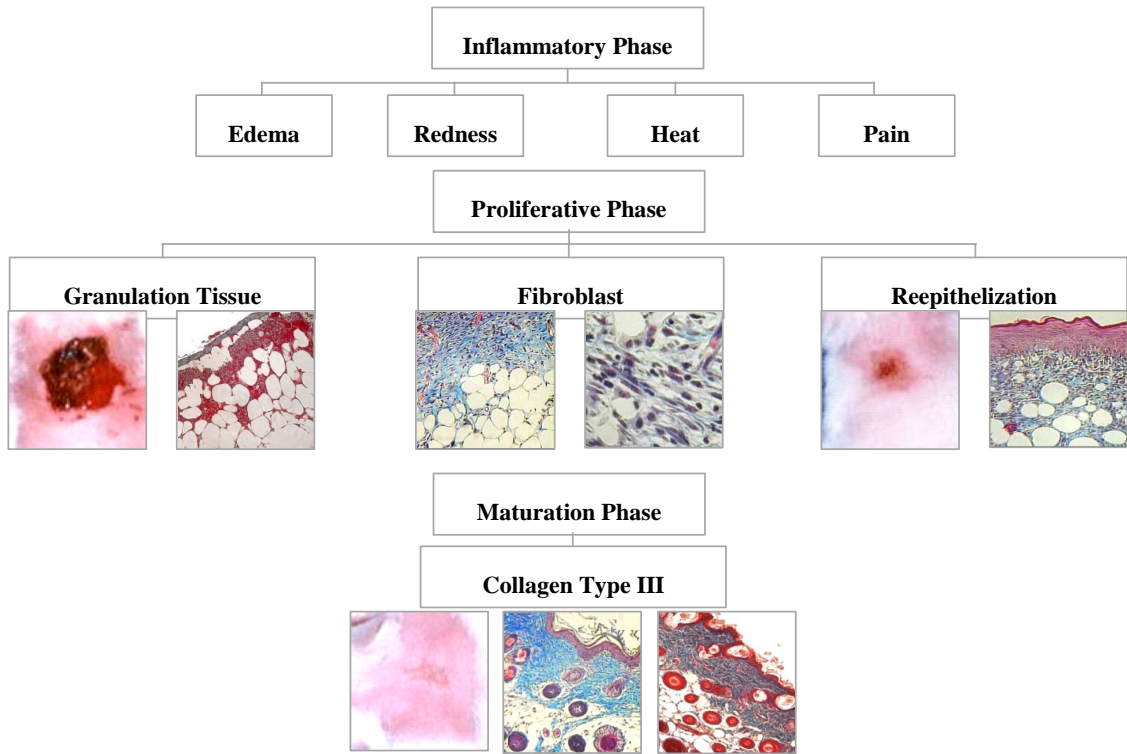 Inflammatory Phase
Edema
Redness
Heat
Pain
Proliferative Phase
Granulation Tissue
Fibroblast
Reepithelization
Maturation Phase
Collagen Type III